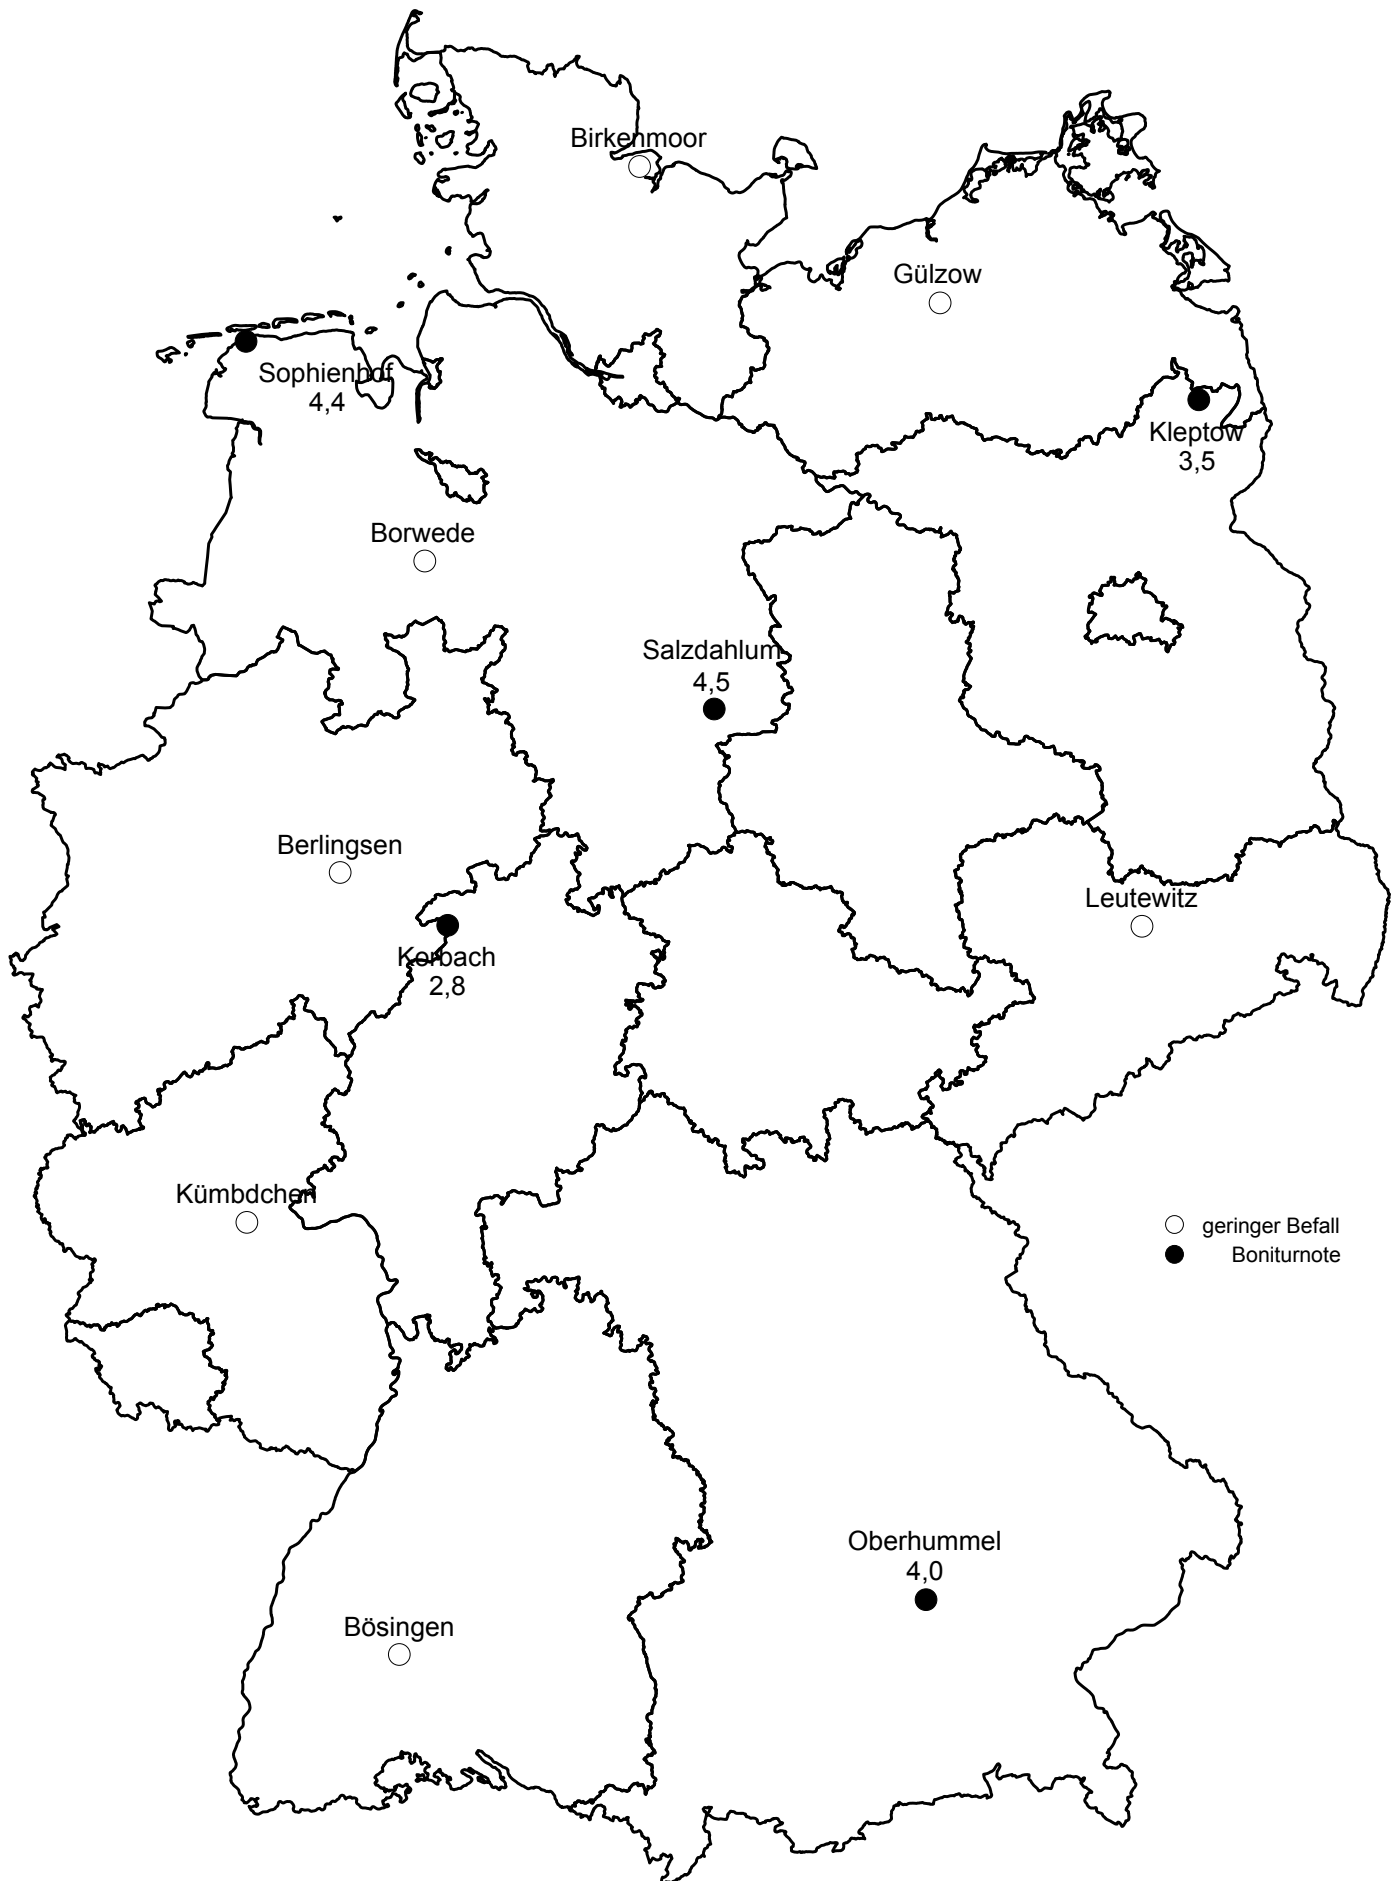 Birkenmoor
Gülzow
Sophienhof
4,4
Kleptow
3,5
Borwede
Salzdahlum
4,5
Berlingsen
Leutewitz
Korbach
2,8
Kümbdchen
geringer Befall
Boniturnote
Oberhummel
4,0
Bösingen